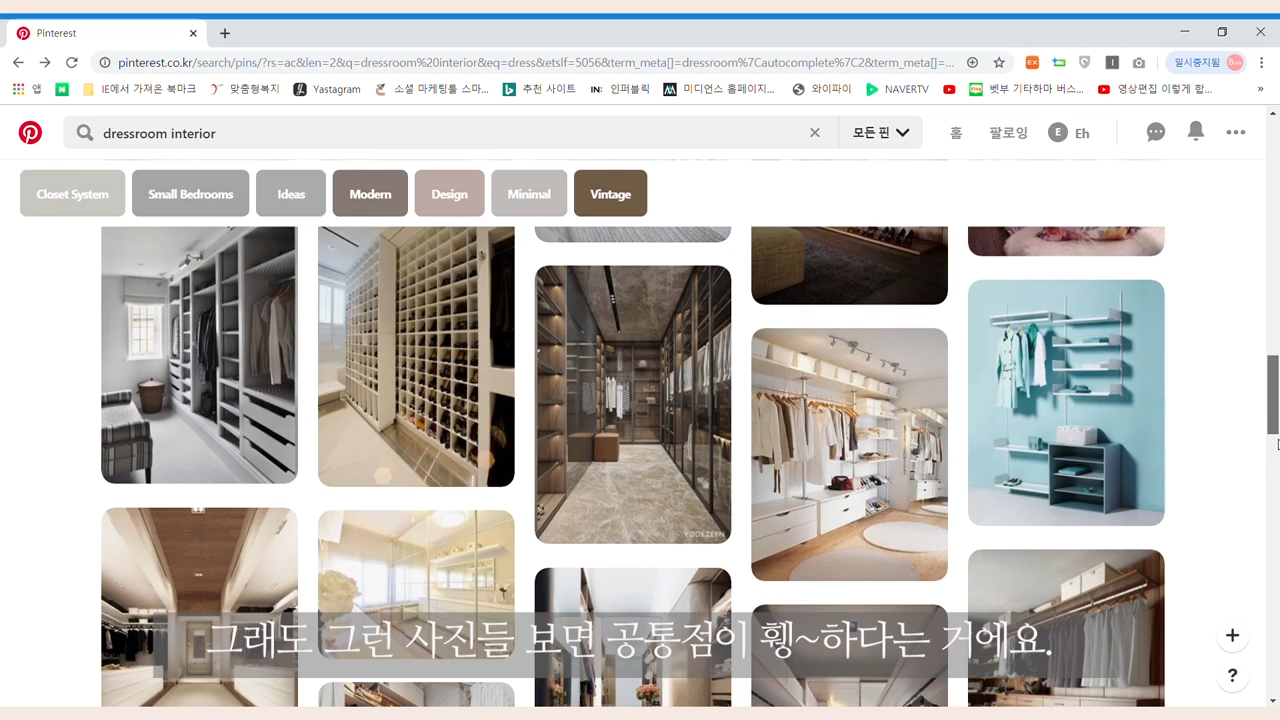 Pinterest
pinterest.co.kr/search/pins/?rs=ac&len=2&q=dressroom%20interior&eq=dress&etslf=5056&term_meta[]=dressroom%7Cautocomplete%7C2&term_meta[]=...
일시중지됨
앱
IE에서 가져온 북마크
맞춤형복
Yastagram
소셜 마케팅을 스마...
추천 사이트
IN: 인퍼블릭
미디언스 홈페이지...
와이파이
NAVERTV
벳부 기타하마 버스...
영상편집 이렇게 합...
»
dressroom interior
모든 핀
홈
팔로잉
E Eh
Closet System
Small Bedrooms
Ideas
Modern
Design
Minimal
Vintage
YØDEZEEN
그래도 그런 사진들 보면 공통점이 휑~하다는 거에요.